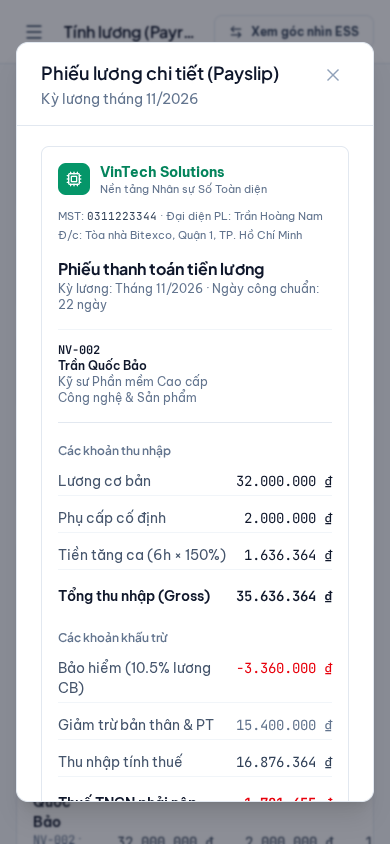 Tính lương (Payr...
Xem góc nhìn ESS
Phiếu lương chi tiết (Payslip)
Kỳ lương tháng 11/2026
VinTech Solutions
Nền tảng Nhân sự Số Toàn diện
MST: 0311223344 · Đại diện PL: Trần Hoàng Nam
Đ/c: Tòa nhà Bitexco, Quận 1, TP. Hồ Chí Minh
Phiếu thanh toán tiền lương
Kỳ lương: Tháng 11/2026 · Ngày công chuẩn:
22 ngày
NV-002
Trần Quốc Bảo
Kỹ sư Phần mềm Cao cấp
Công nghệ & Sản phẩm
Các khoản thu nhập
Lương cơ bản 32.000.000 ₫
Phụ cấp cố định 2.000.000 ₫
Tiền tăng ca (6h × 150%) 1.636.364 ₫
Tổng thu nhập (Gross) 35.636.364 ₫
Các khoản khấu trừ
Bảo hiểm (10.5% lương CB) -3.360.000 ₫
Giảm trừ bản thân & PT 15.400.000 ₫
Thu nhập tính thuế 16.876.364 ₫
Quốc
Bảo
NV-002 · 32.000.000 ₫ 2.000.000 ₫